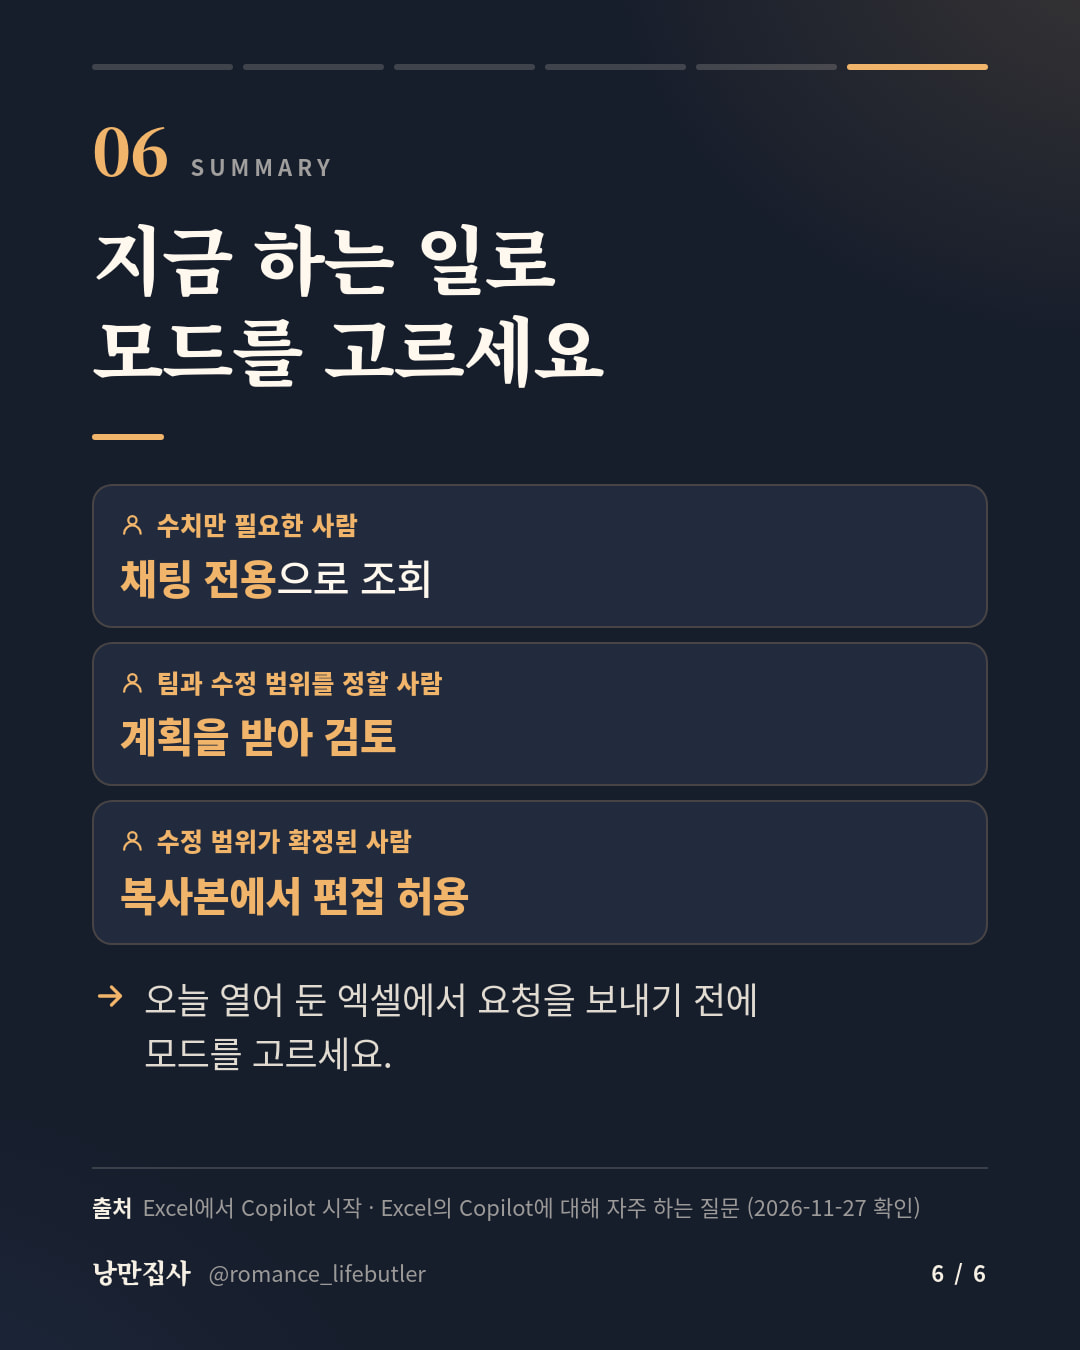 06 SUMMARY
지금 하는 일로
모드를 고르세요
수치만 필요한 사람
채팅 전용으로 조회
팀과 수정 범위를 정할 사람
계획을 받아 검토
수정 범위가 확정된 사람
복사본에서 편집 허용
→ 오늘 열어 둔 엑셀에서 요청을 보내기 전에
모드를 고르세요.
출처 Excel에서 Copilot 시작 · Excel의 Copilot에 대해 자주 하는 질문 (2026-11-27 확인)
낭만집사 @romance_lifebutler 6 / 6